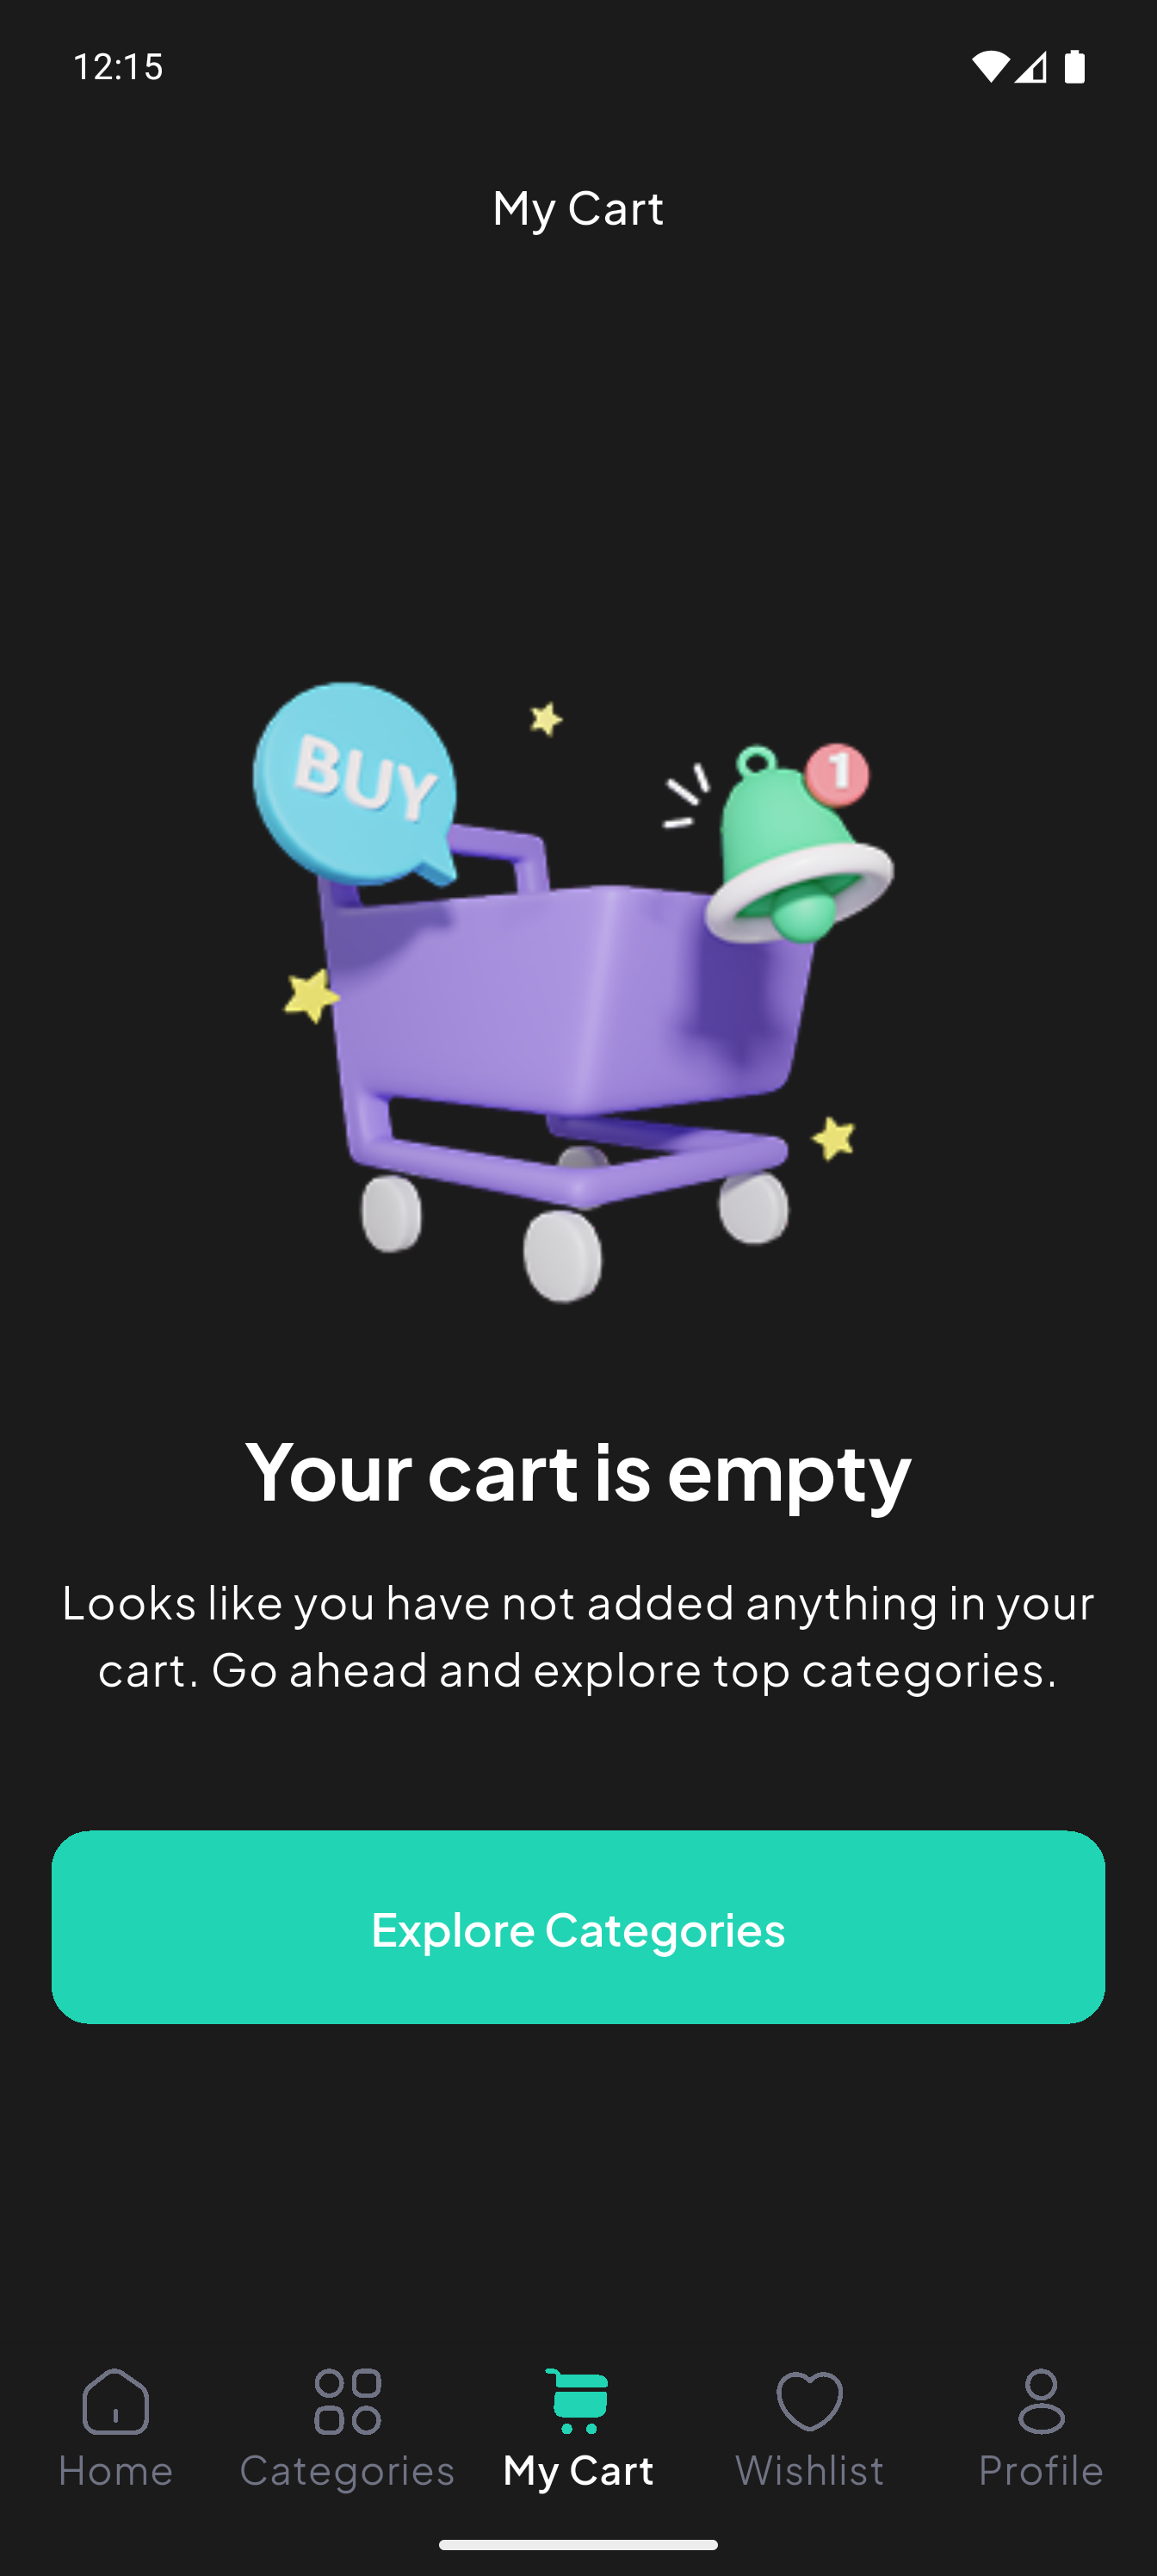 12:15
My Cart
BUY
1
Your cart is empty
Looks like you have not added anything in your
cart. Go ahead and explore top categories.
Explore Categories
Home
Categories
My Cart
Wishlist
Profile